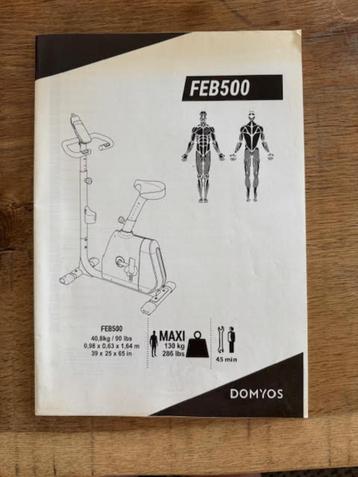 FEB500
FEB500
40,8kg / 90 lbs
0,98 x 0,63 x 1,64 m
39 x 25 x 65 in
MAXI
130 kg
286 lbs
45 min
DOMYOS